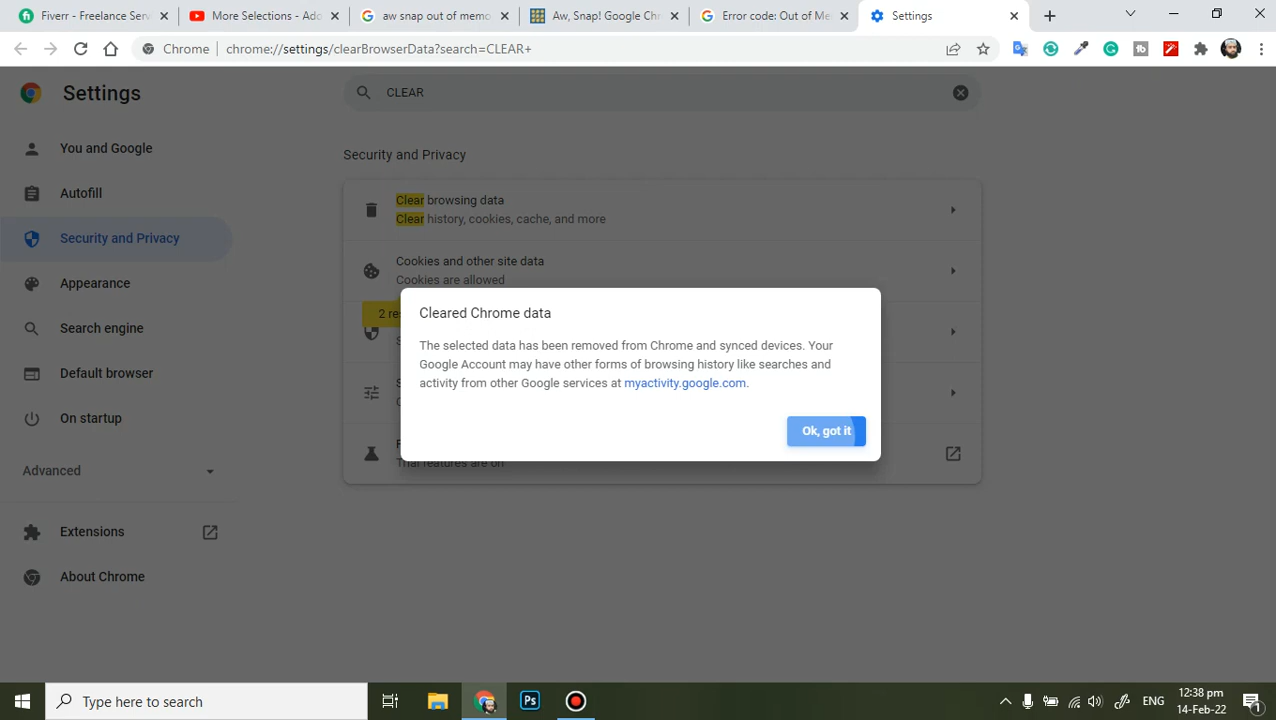 Fiverr - Freelance Serv
More Selections - Ado
aw snap out of memo
Aw, Snap! Google Chr
Error code: Out of Me
Settings
Chrome
chrome://settings/clearBrowserData?search=CLEAR+
Settings
CLEAR
You and Google
Autofill
Security and Privacy
Appearance
Search engine
Default browser
On startup
Advanced
Extensions
About Chrome
Security and Privacy
Clear browsing data
Clear history, cookies, cache, and more
Cookies and other site data
Cookies are allowed
2 re
Cleared Chrome data
The selected data has been removed from Chrome and synced devices. Your
Google Account may have other forms of browsing history like searches and
activity from other Google services at myactivity.google.com.
Ok, got it
Trial features are on
Type here to search
Ps
ENG
12:38 pm
14-Feb-22
1